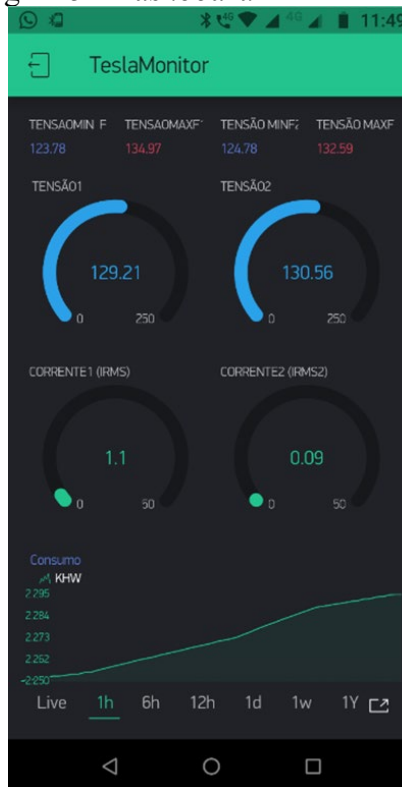 11:49
TeslaMonitor
TENSAOMIN F TENSAOMAXF1 TENSÃO MINF2 TENSÃO MAXF
123.78 134.97 124.78 132.59
TENSÃO1 TENSÃO2
129.21 130.56
0 250 0 250
CORRENTE1 (IRMS) CORRENTE2 (IRMS2)
1.1 0.09
0 50 0 50
Consumo
KHW
2.295
2.284
2.273
2.262
2.250
Live 1h 6h 12h 1d 1w 1Y